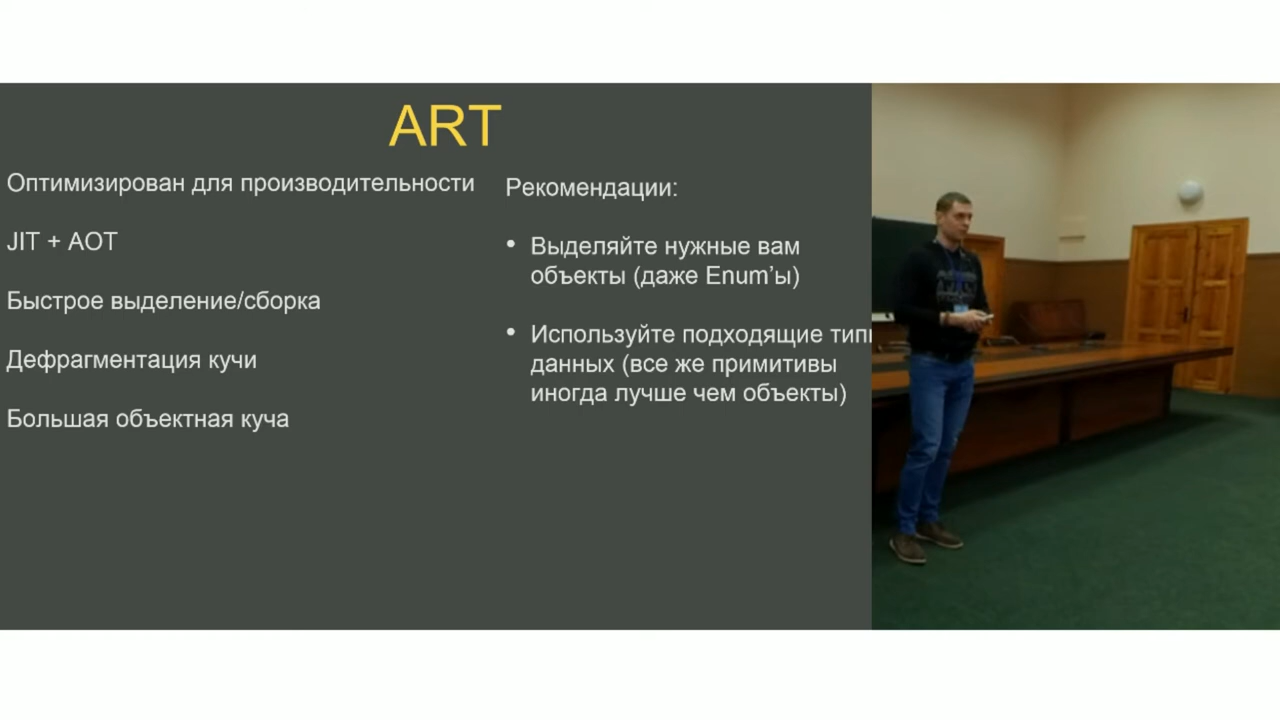 ART
Оптимизирован для производительности
JIT + AOT
Быстрое выделение/сборка
Дефрагментация кучи
Большая объектная куча
Рекомендации:
• Выделяйте нужные вам
объекты (даже Enum’ы)
• Используйте подходящие тип
данных (все же примитивы
иногда лучше чем объекты)